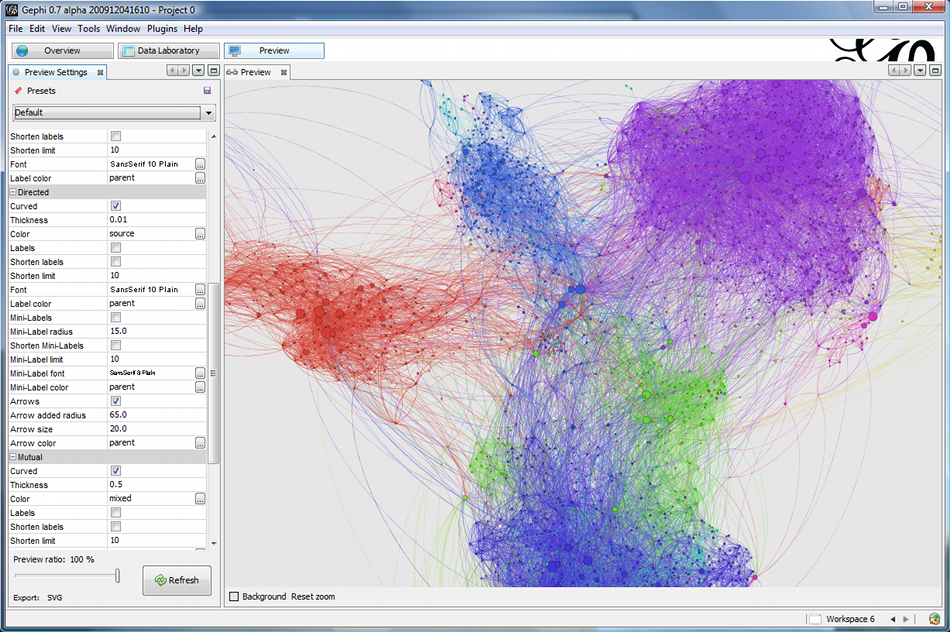 Gephi 0.7 alpha 200912041610 - Project 0
File Edit View Tools Window Plugins Help
Overview Data Laboratory Preview
Preview Settings Preview
Presets
Default
Shorten labels
Shorten limit 10
Font SansSerif 10 Plain ...
Label color parent ...
Directed
Curved
Thickness 0.01
Color source ...
Labels
Shorten labels
Shorten limit 10
Font SansSerif 10 Plain ...
Label color parent ...
Mini-Labels
Mini-Label radius 15.0
Shorten Mini-Labels
Mini-Label limit 10
Mini-Label font SansSerif 8 Plain ...
Mini-Label color parent ...
Arrows
Arrow added radius 65.0
Arrow size 20.0
Arrow color parent ...
Mutual
Curved
Thickness 0.5
Color mixed ...
Labels
Shorten labels
Shorten limit 10
Preview ratio: 100 %
Refresh
Export: SVG
Background Reset zoom
Workspace 6